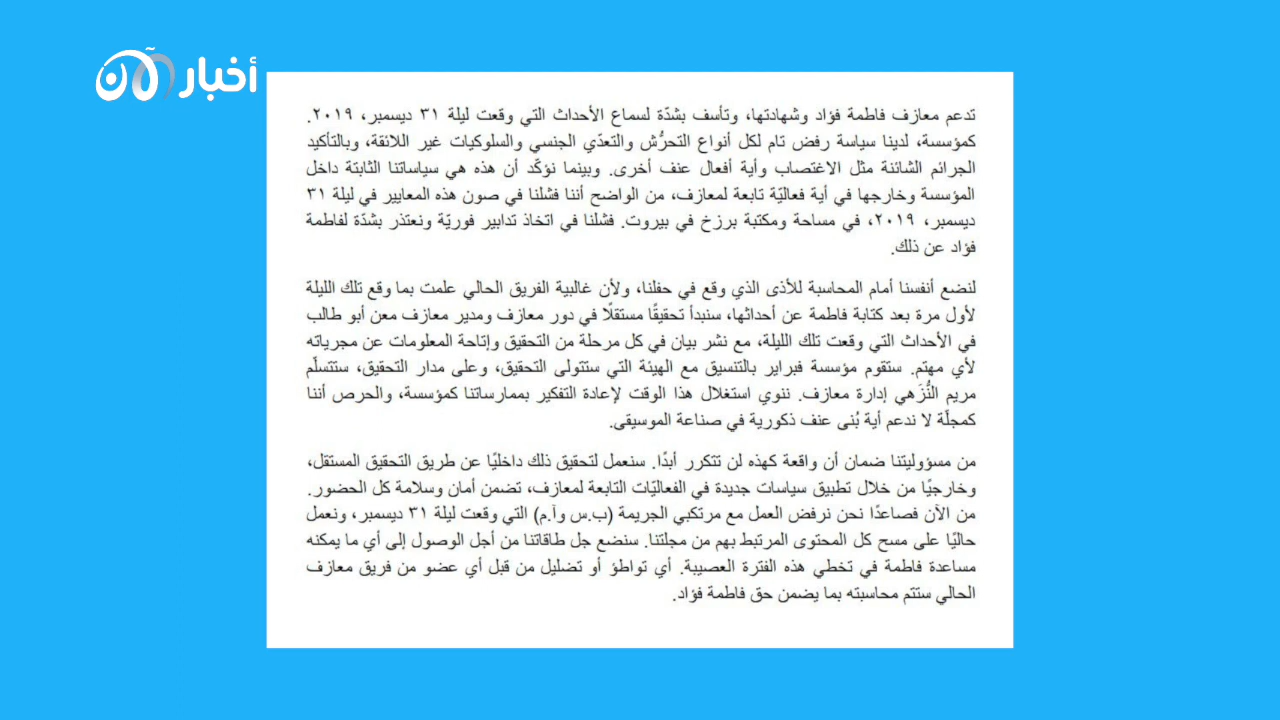 أخبار الآن
تدعم معازف فاطمة فؤاد وشهادتها، وتأسف بشدّة لسماع الأحداث التي وقعت ليلة ٣١ ديسمبر، ٢٠١٩.
كمؤسسة، لدينا سياسة رفض تام لكل أنواع التحرُّش والتعدّي الجنسي والسلوكيات غير اللائقة، وبالتأكيد
الجرائم الشائنة مثل الاغتصاب وأية أفعال عنف أخرى. وبينما نؤكّد أن هذه هي سياساتنا الثابتة داخل
المؤسسة وخارجها في أية فعاليّة تابعة لمعازف، من الواضح أننا فشلنا في صون هذه المعايير في ليلة ٣١
ديسمبر، ٢٠١٩، في مساحة ومكتبة برزخ في بيروت. فشلنا في اتخاذ تدابير فوريّة ونعتذر بشدّة لفاطمة
فؤاد عن ذلك.
لنضع أنفسنا أمام المحاسبة للأذى الذي وقع في حفلنا، ولأن غالبية الفريق الحالي علمت بما وقع تلك الليلة
لأول مرة بعد كتابة فاطمة عن أحداثها، سنبدأ تحقيقًا مستقلًا في دور معازف ومدير معازف معن أبو طالب
في الأحداث التي وقعت تلك الليلة، مع نشر بيان في كل مرحلة من التحقيق وإتاحة المعلومات عن مجرياته
لأي مهتم. ستقوم مؤسسة فبراير بالتنسيق مع الهيئة التي ستتولى التحقيق، وعلى مدار التحقيق، ستتسلّم
مريم النُّزَهي إدارة معازف. ننوي استغلال هذا الوقت لإعادة التفكير بممارساتنا كمؤسسة، والحرص أننا
كمجلّة لا ندعم أية بُنى عنف ذكورية في صناعة الموسيقى.
من مسؤوليتنا ضمان أن واقعة كهذه لن تتكرر أبدًا. سنعمل لتحقيق ذلك داخليًا عن طريق التحقيق المستقل،
وخارجيًا من خلال تطبيق سياسات جديدة في الفعاليّات التابعة لمعازف، تضمن أمان وسلامة كل الحضور.
من الآن فصاعدًا نحن نرفض العمل مع مرتكبي الجريمة (ب.س وآ.م) التي وقعت ليلة ٣١ ديسمبر، ونعمل
حاليًا على مسح كل المحتوى المرتبط بهم من مجلتنا. سنضع جل طاقاتنا من أجل الوصول إلى أي ما يمكنه
مساعدة فاطمة في تخطي هذه الفترة العصيبة. أي تواطؤ أو تضليل من قبل أي عضو من فريق معازف
الحالي ستتم محاسبته بما يضمن حق فاطمة فؤاد.